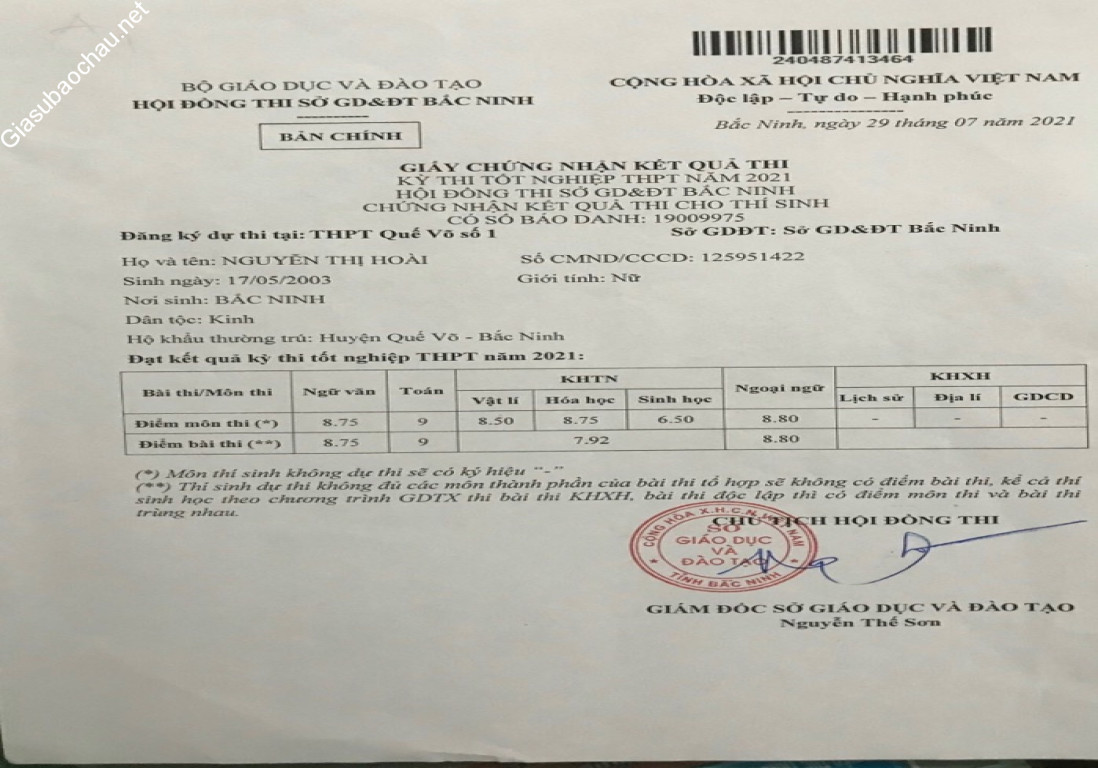 Giasubaochau.net
240487413464
BỘ GIÁO DỤC VÀ ĐÀO TẠO
HỘI ĐỒNG THI SỞ GD&ĐT BẮC NINH
BẢN CHÍNH
CỘNG HÒA XÃ HỘI CHỦ NGHĨA VIỆT NAM
Độc lập – Tự do – Hạnh phúc
Bắc Ninh, ngày 29 tháng 07 năm 2021
GIẤY CHỨNG NHẬN KẾT QUẢ THI
KỲ THI TỐT NGHIỆP THPT NĂM 2021
HỘI ĐỒNG THI SỞ GD&ĐT BẮC NINH
CHỨNG NHẬN KẾT QUẢ THI CHO THÍ SINH
CÓ SỐ BÁO DANH: 19009975
Đăng ký dự thi tại: THPT Quế Võ số 1 Sở GDĐT: Sở GD&ĐT Bắc Ninh
Họ và tên: NGUYỄN THỊ HOÀI Số CMND/CCCD: 125951422
Sinh ngày: 17/05/2003 Giới tính: Nữ
Nơi sinh: BẮC NINH
Dân tộc: Kinh
Hộ khẩu thường trú: Huyện Quế Võ - Bắc Ninh
Đạt kết quả kỳ thi tốt nghiệp THPT năm 2021:
Bài thi/Môn thi Ngữ văn Toán KHTN Ngoại ngữ KHXH
Vật lí Hóa học Sinh học Lịch sử Địa lí GDCD
Điểm môn thi (*) 8.75 9 8.50 8.75 6.50 8.80 - - -
Điểm bài thi (**) 8.75 9 7.92 8.80
(*) Môn thí sinh không dự thi sẽ có ký hiệu "-"
(**) Thí sinh dự thi không đủ các môn thành phần của bài thi tổ hợp sẽ không có điểm bài thi, kể cả thí
sinh học theo chương trình GDTX thi bài thi KHXH, bài thi độc lập thì có điểm môn thi và bài thi
trùng nhau.
CHỦ TỊCH HỘI ĐỒNG THI
CỘNG HÒA X.H.C.N VIỆT NAM
SỞ
GIÁO DỤC
VÀ
ĐÀO TẠO
TỈNH BẮC NINH
GIÁM ĐỐC SỞ GIÁO DỤC VÀ ĐÀO TẠO
Nguyễn Thế Sơn